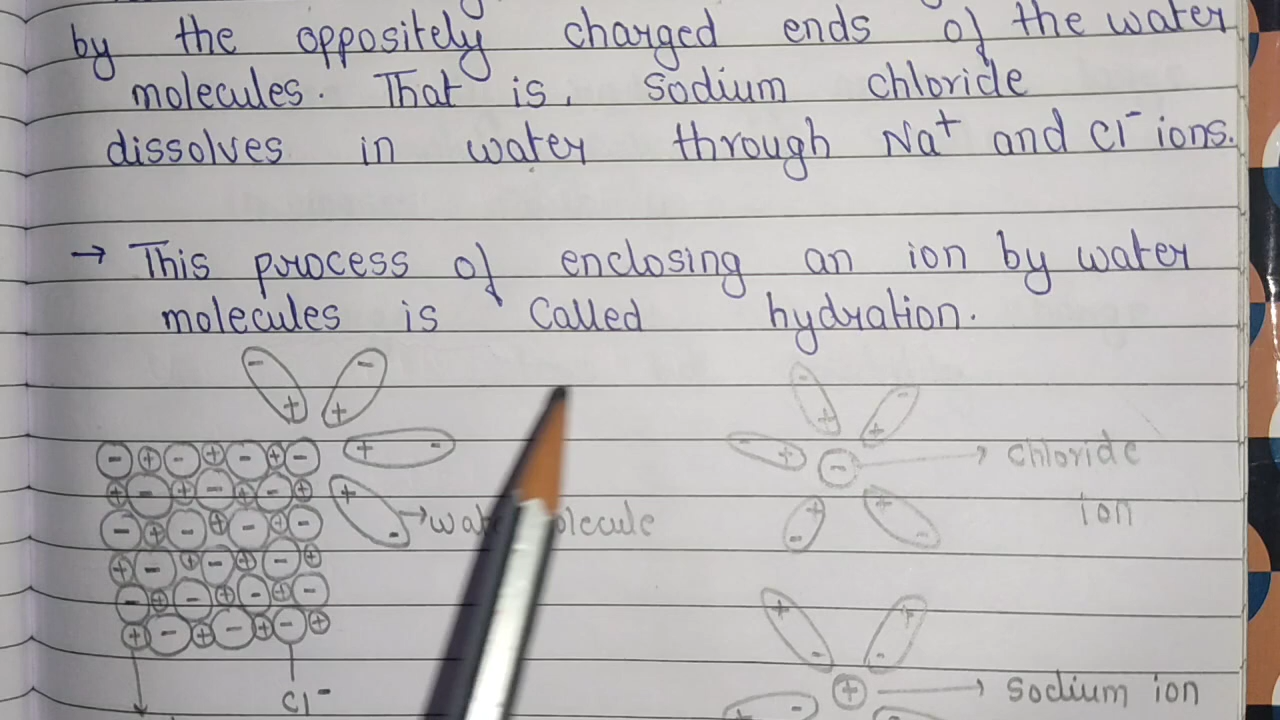 by the oppositely charged ends of the water
molecules. That is, Sodium chloride
dissolves in water through Na⁺ and Cl⁻ ions.
→ This process of enclosing an ion by water
molecules is called hydration.
chloride
ion
Cl⁻
Sodium ion